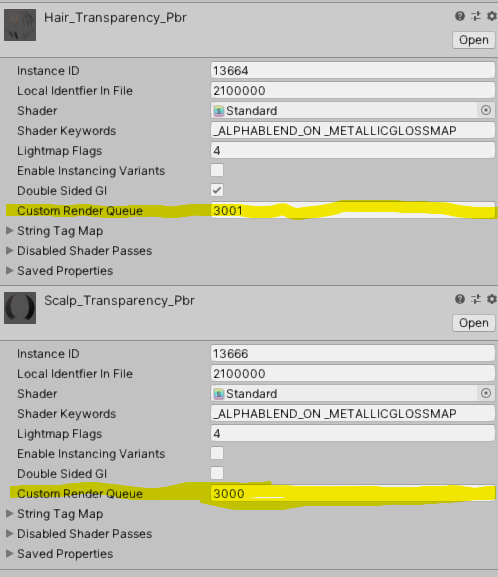 Hair_Transparency_Pbr
Open
Instance ID 13664
Local Identfier In File 2100000
Shader Standard
Shader Keywords _ALPHABLEND_ON _METALLICGLOSSMAP
Lightmap Flags 4
Enable Instancing Variants
Double Sided GI
Custom Render Queue 3001
String Tag Map
Disabled Shader Passes
Saved Properties
Scalp_Transparency_Pbr
Open
Instance ID 13666
Local Identfier In File 2100000
Shader Standard
Shader Keywords _ALPHABLEND_ON _METALLICGLOSSMAP
Lightmap Flags 4
Enable Instancing Variants
Double Sided GI
Custom Render Queue 3000
String Tag Map
Disabled Shader Passes
Saved Properties